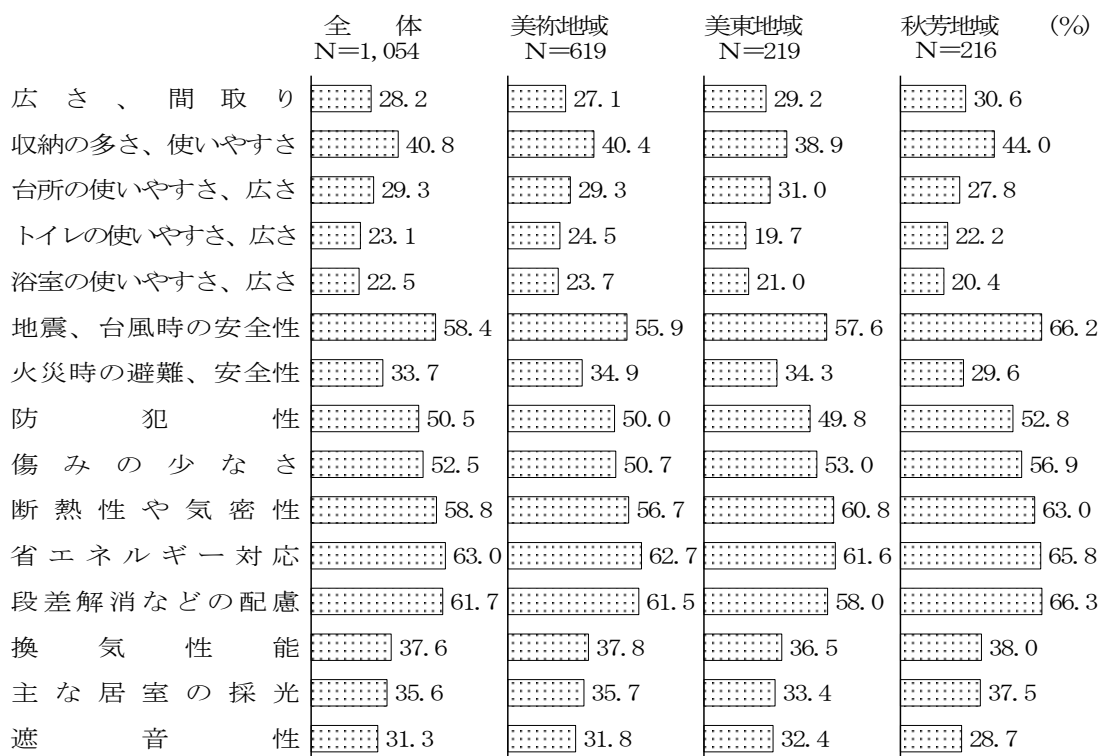 全　体 美祢地域 美東地域 秋芳地域 (%)
N＝1,054 N＝619 N＝219 N＝216
広さ、間取り 28.2 27.1 29.2 30.6
収納の多さ、使いやすさ 40.8 40.4 38.9 44.0
台所の使いやすさ、広さ 29.3 29.3 31.0 27.8
トイレの使いやすさ、広さ 23.1 24.5 19.7 22.2
浴室の使いやすさ、広さ 22.5 23.7 21.0 20.4
地震、台風時の安全性 58.4 55.9 57.6 66.2
火災時の避難、安全性 33.7 34.9 34.3 29.6
防犯性 50.5 50.0 49.8 52.8
傷みの少なさ 52.5 50.7 53.0 56.9
断熱性や気密性 58.8 56.7 60.8 63.0
省エネルギー対応 63.0 62.7 61.6 65.8
段差解消などの配慮 61.7 61.5 58.0 66.3
換気性能 37.6 37.8 36.5 38.0
主な居室の採光 35.6 35.7 33.4 37.5
遮音性 31.3 31.8 32.4 28.7